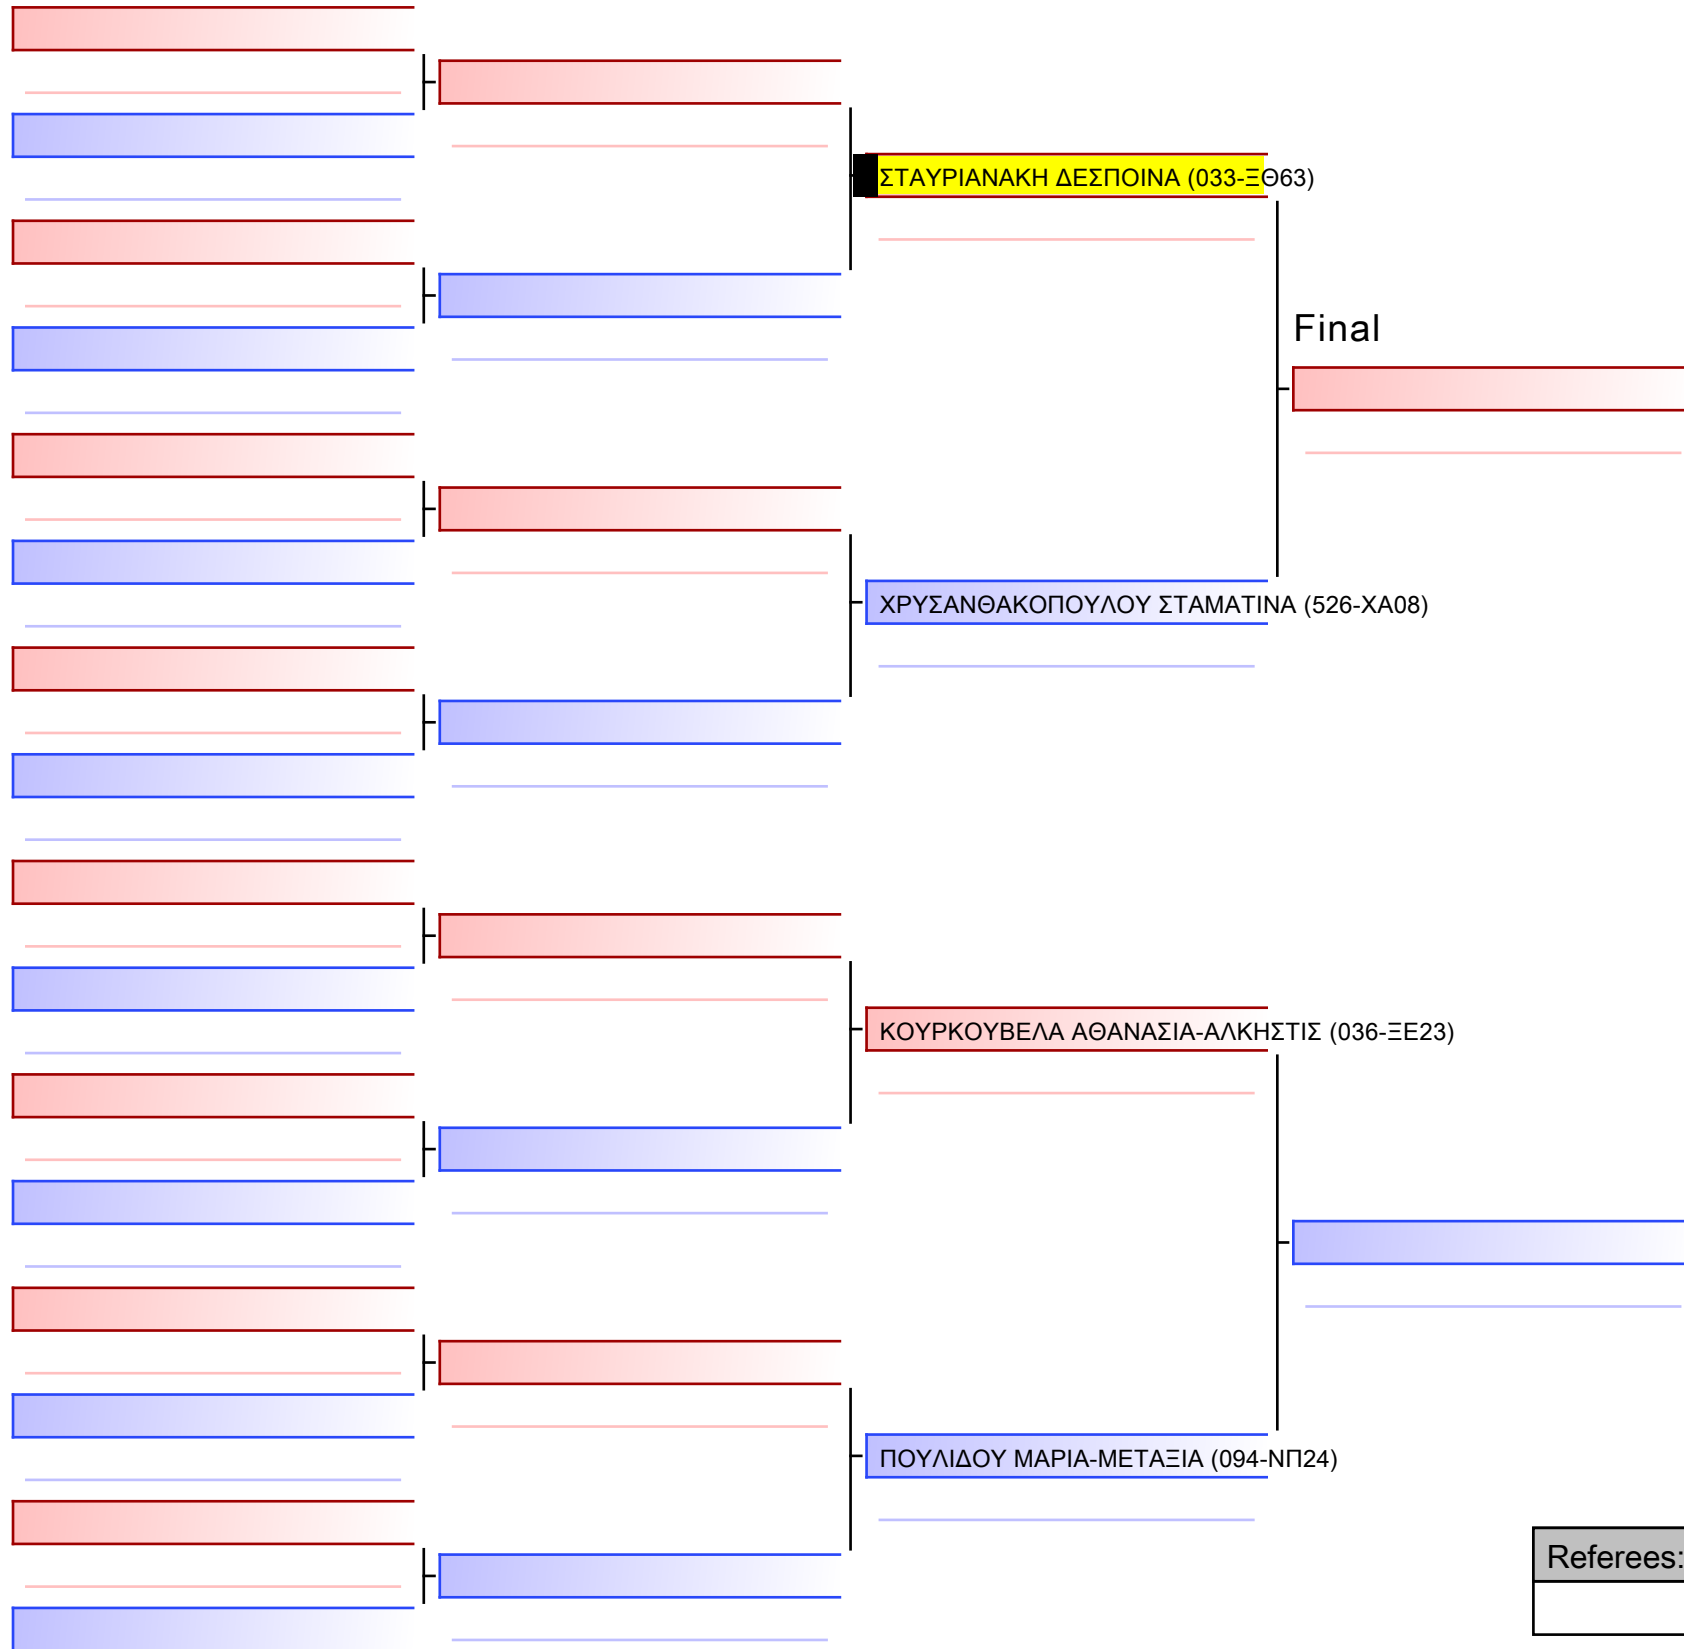 ΣΤΑΥΡΙΑΝΑΚΗ ΔΕΣΠΟΙΝΑ (033-ΞΘ63)
Final
ΧΡΥΣΑΝΘΑΚΟΠΟΥΛΟΥ ΣΤΑΜΑΤΙΝΑ (526-ΧΑ08)
ΚΟΥΡΚΟΥΒΕΛΑ ΑΘΑΝΑΣΙΑ-ΑΛΚΗΣΤΙΣ (036-ΞΕ23)
ΠΟΥΛΙΔΟΥ ΜΑΡΙΑ-ΜΕΤΑΞΙΑ (094-ΝΠ24)
Referees: